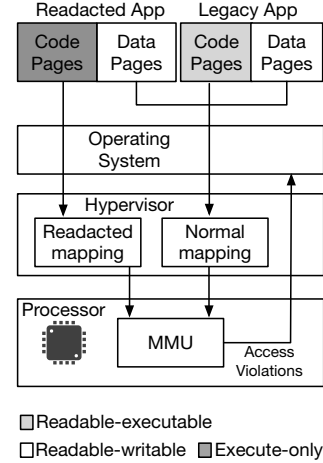 Readacted App Legacy App
Code Pages Data Pages Code Pages Data Pages
Operating
System
Hypervisor
Readacted
mapping
Normal
mapping
Processor
MMU
Access
Violations
Readable-executable
Readable-writable Execute-only